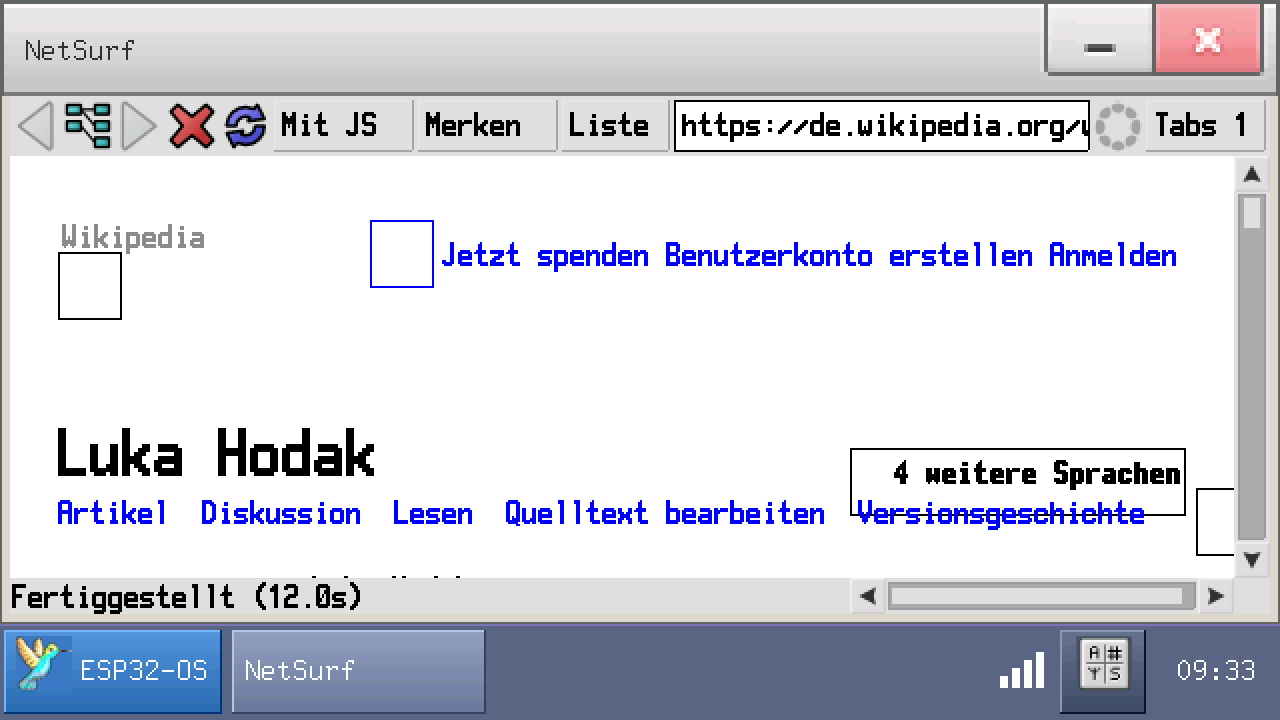 NetSurf
Mit JS Merken Liste https://de.wikipedia.org/ Tabs 1
Wikipedia
Jetzt spenden Benutzerkonto erstellen Anmelden
Luka Hodak
4 weitere Sprachen
Artikel Diskussion Lesen Quelltext bearbeiten Versionsgeschichte
Fertiggestellt (12.0s)
ESP32-OS NetSurf A # Y S 09:33